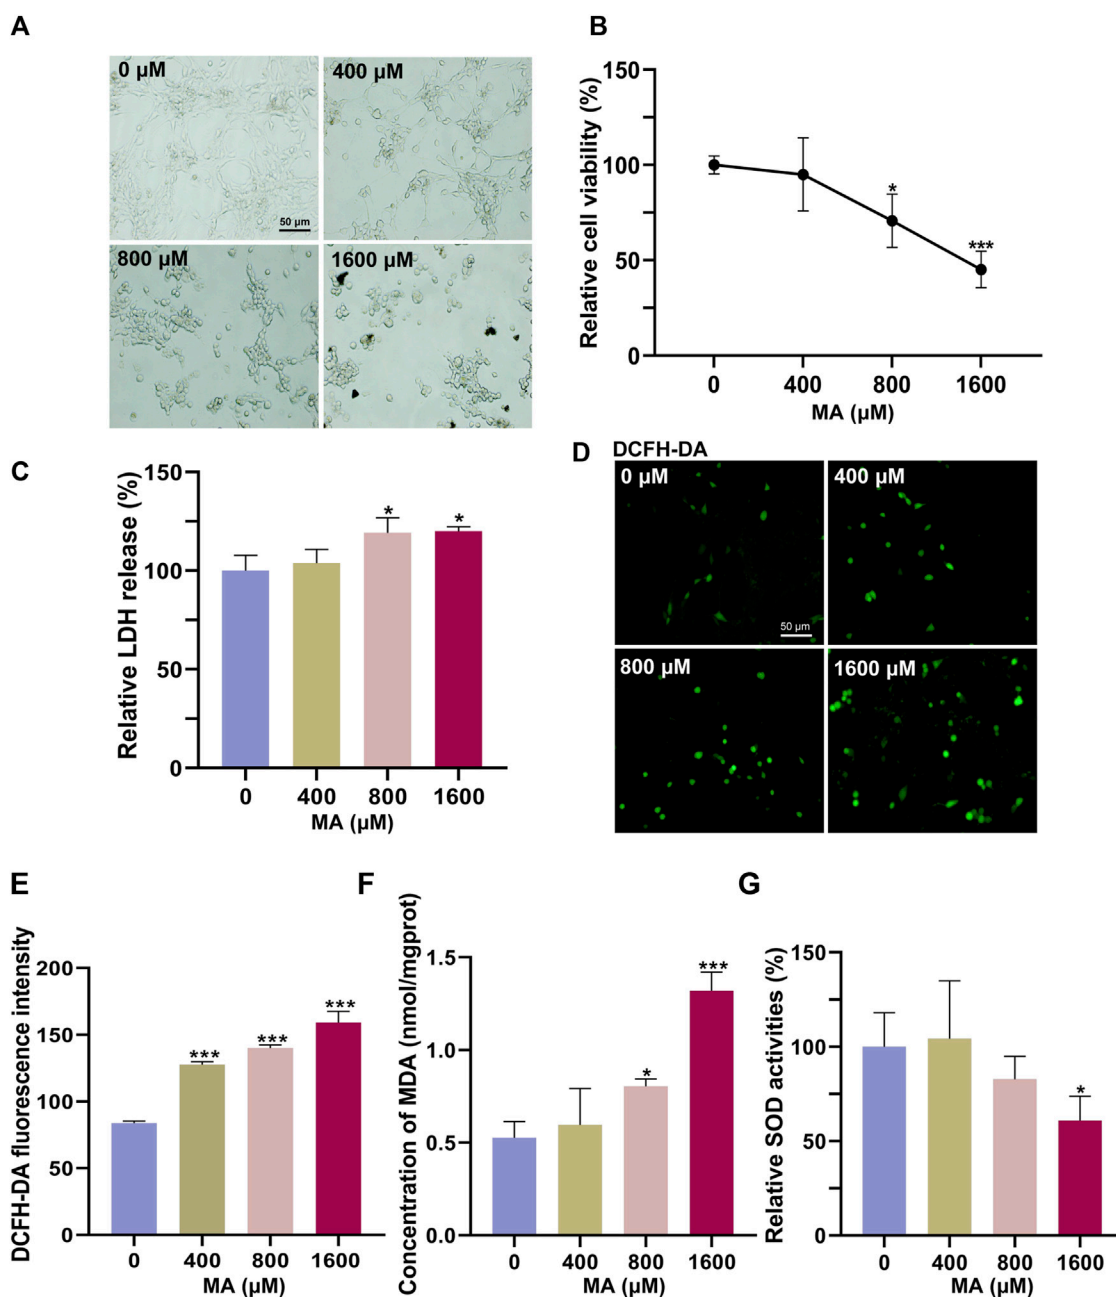 A
0 µM
400 µM
50 µm
800 µM
1600 µM
B
Relative cell viability (%)
150
100
50
0
*
***
0 400 800 1600
MA (µM)
C
Relative LDH release (%)
150
100
50
0
* *
0 400 800 1600
MA (µM)
D
DCFH-DA
0 µM
400 µM
50 µm
800 µM
1600 µM
E
DCFH-DA fluorescence intensity
200
150
100
50
0
*** *** ***
0 400 800 1600
MA (µM)
F
Concentration of MDA (nmol/mgprot)
1.5
1.0
0.5
0.0
* ***
0 400 800 1600
MA (µM)
G
Relative SOD activities (%)
150
100
50
0
*
0 400 800 1600
MA (µM)